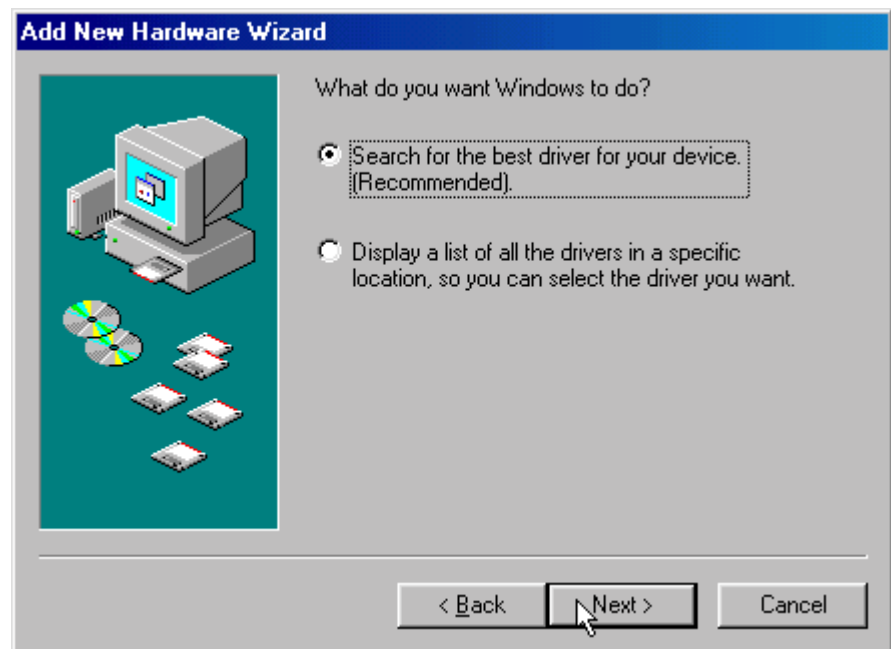 Add New Hardware Wizard
What do you want Windows to do?
Search for the best driver for your device.
(Recommended).
Display a list of all the drivers in a specific
location, so you can select the driver you want.
< Back
Next >
Cancel